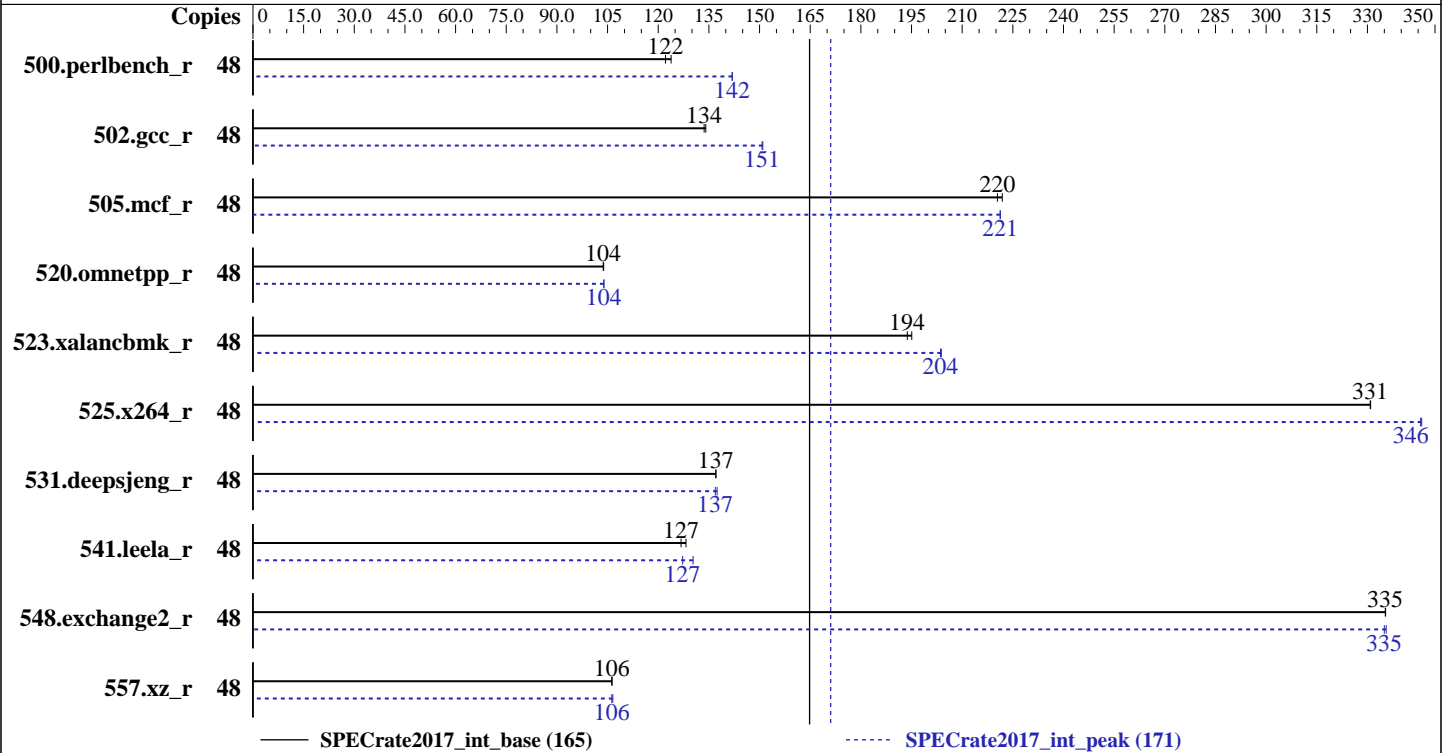 Copies 0 15.0 30.0 45.0 60.0 75.0 90.0 105 120 135 150 165 180 195 210 225 240 255 270 285 300 315 330 350
122
500.perlbench_r 48
142
134
502.gcc_r 48
151
220
505.mcf_r 48
221
104
520.omnetpp_r 48
104
194
523.xalancbmk_r 48
204
331
525.x264_r 48
346
137
531.deepsjeng_r 48
137
127
541.leela_r 48
127
335
548.exchange2_r 48
335
106
557.xz_r 48
106
SPECrate2017_int_base (165) SPECrate2017_int_peak (171)